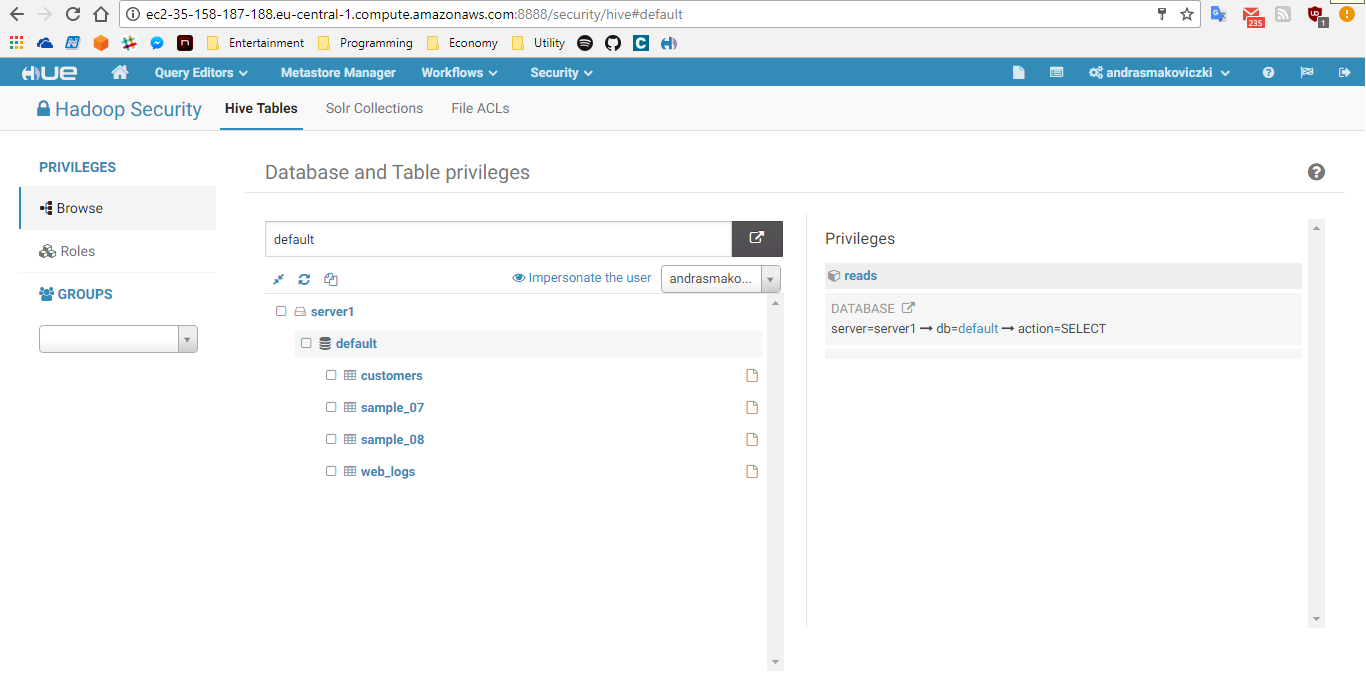 ec2-35-158-187-188.eu-central-1.compute.amazonaws.com:8888/security/hive#default
235
1
Entertainment Programming Economy Utility
HUE Query Editors Metastore Manager Workflows Security andrasmakoviczki
Hadoop Security Hive Tables Solr Collections File ACLs
PRIVILEGES
Browse
Roles
GROUPS
Database and Table privileges
default
Impersonate the user andrasmako...
server1
default
customers
sample_07
sample_08
web_logs
Privileges
reads
DATABASE
server=server1 → db=default → action=SELECT